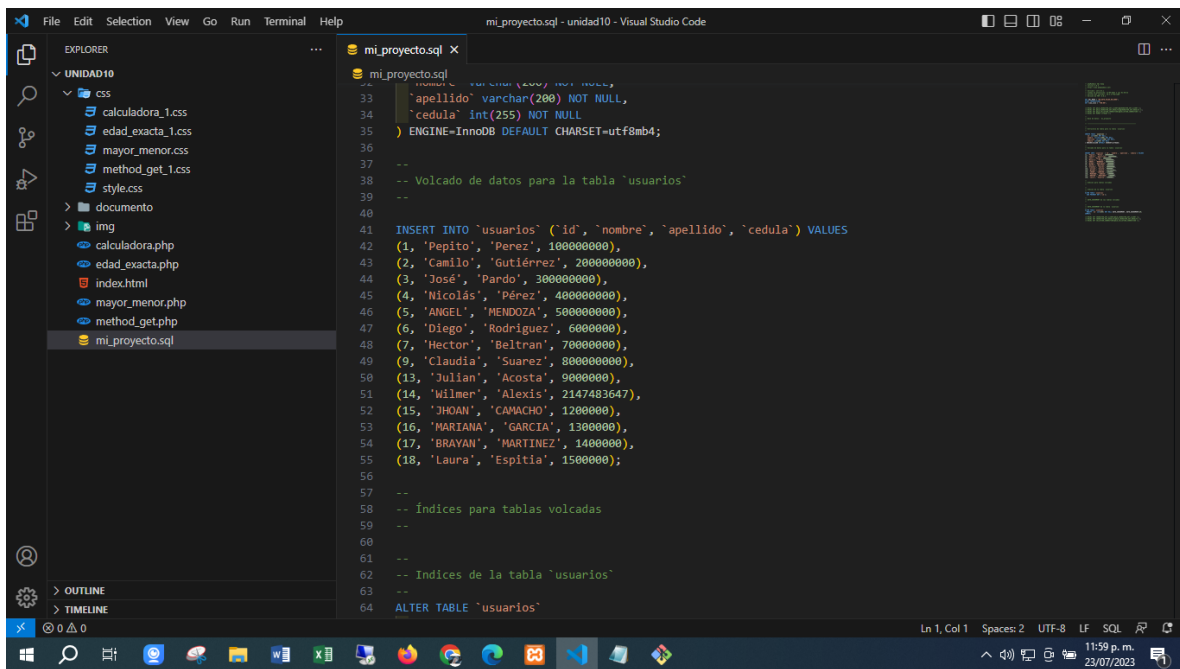 File Edit Selection View Go Run Terminal Help
mi_proyecto.sql - unidad10 - Visual Studio Code
EXPLORER
UNIDAD10
css
calculadora_1.css
edad_exacta_1.css
mayor_menor.css
method_get_1.css
style.css
documento
img
calculadora.php
edad_exacta.php
index.html
mayor_menor.php
method_get.php
mi_proyecto.sql
OUTLINE
TIMELINE
mi_proyecto.sql
mi_proyecto.sql
32 `nombre` varchar(200) NOT NULL,
33 `apellido` varchar(200) NOT NULL,
34 `cedula` int(255) NOT NULL
35 ) ENGINE=InnoDB DEFAULT CHARSET=utf8mb4;
36
37 --
38 -- Volcado de datos para la tabla `usuarios`
39 --
40
41 INSERT INTO `usuarios` (`id`, `nombre`, `apellido`, `cedula`) VALUES
42 (1, 'Pepito', 'Perez', 100000000),
43 (2, 'Camilo', 'Gutiérrez', 200000000),
44 (3, 'José', 'Pardo', 300000000),
45 (4, 'Nicolás', 'Pérez', 400000000),
46 (5, 'ANGEL', 'MENDOZA', 500000000),
47 (6, 'Diego', 'Rodriguez', 6000000),
48 (7, 'Hector', 'Beltran', 70000000),
49 (9, 'Claudia', 'Suarez', 800000000),
50 (13, 'Julian', 'Acosta', 9000000),
51 (14, 'Wilmer', 'Alexis', 2147483647),
52 (15, 'JHOAN', 'CAMACHO', 1200000),
53 (16, 'MARIANA', 'GARCIA', 1300000),
54 (17, 'BRAYAN', 'MARTINEZ', 1400000),
55 (18, 'Laura', 'Espitia', 1500000);
56
57 --
58 -- Índices para tablas volcadas
59 --
60
61 --
62 -- Indices de la tabla `usuarios`
63 --
64 ALTER TABLE `usuarios`
0 0
Ln 1, Col 1 Spaces: 2 UTF-8 LF SQL
11:59 p. m.
23/07/2023